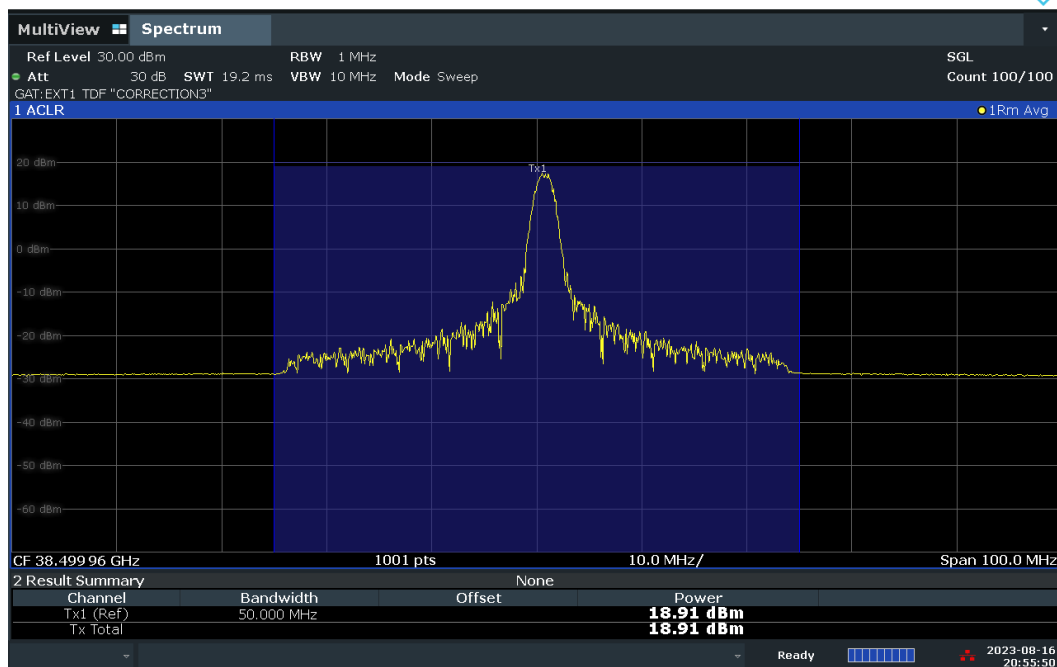 MultiView Spectrum
Ref Level 30.00 dBm RBW 1 MHz SGL
Att 30 dB SWT 19.2 ms VBW 10 MHz Mode Sweep Count 100/100
GAT:EXT1 TDF "CORRECTION3"
1 ACLR 1Rm Avg
20 dBm
Tx1
10 dBm
0 dBm
-10 dBm
-20 dBm
-30 dBm
-40 dBm
-50 dBm
-60 dBm
CF 38.49996 GHz 1001 pts 10.0 MHz/ Span 100.0 MHz
2 Result Summary None
Channel Bandwidth Offset Power
Tx1 (Ref) 50.000 MHz 18.91 dBm
Tx Total 18.91 dBm
Ready 2023-08-16
20:55:50